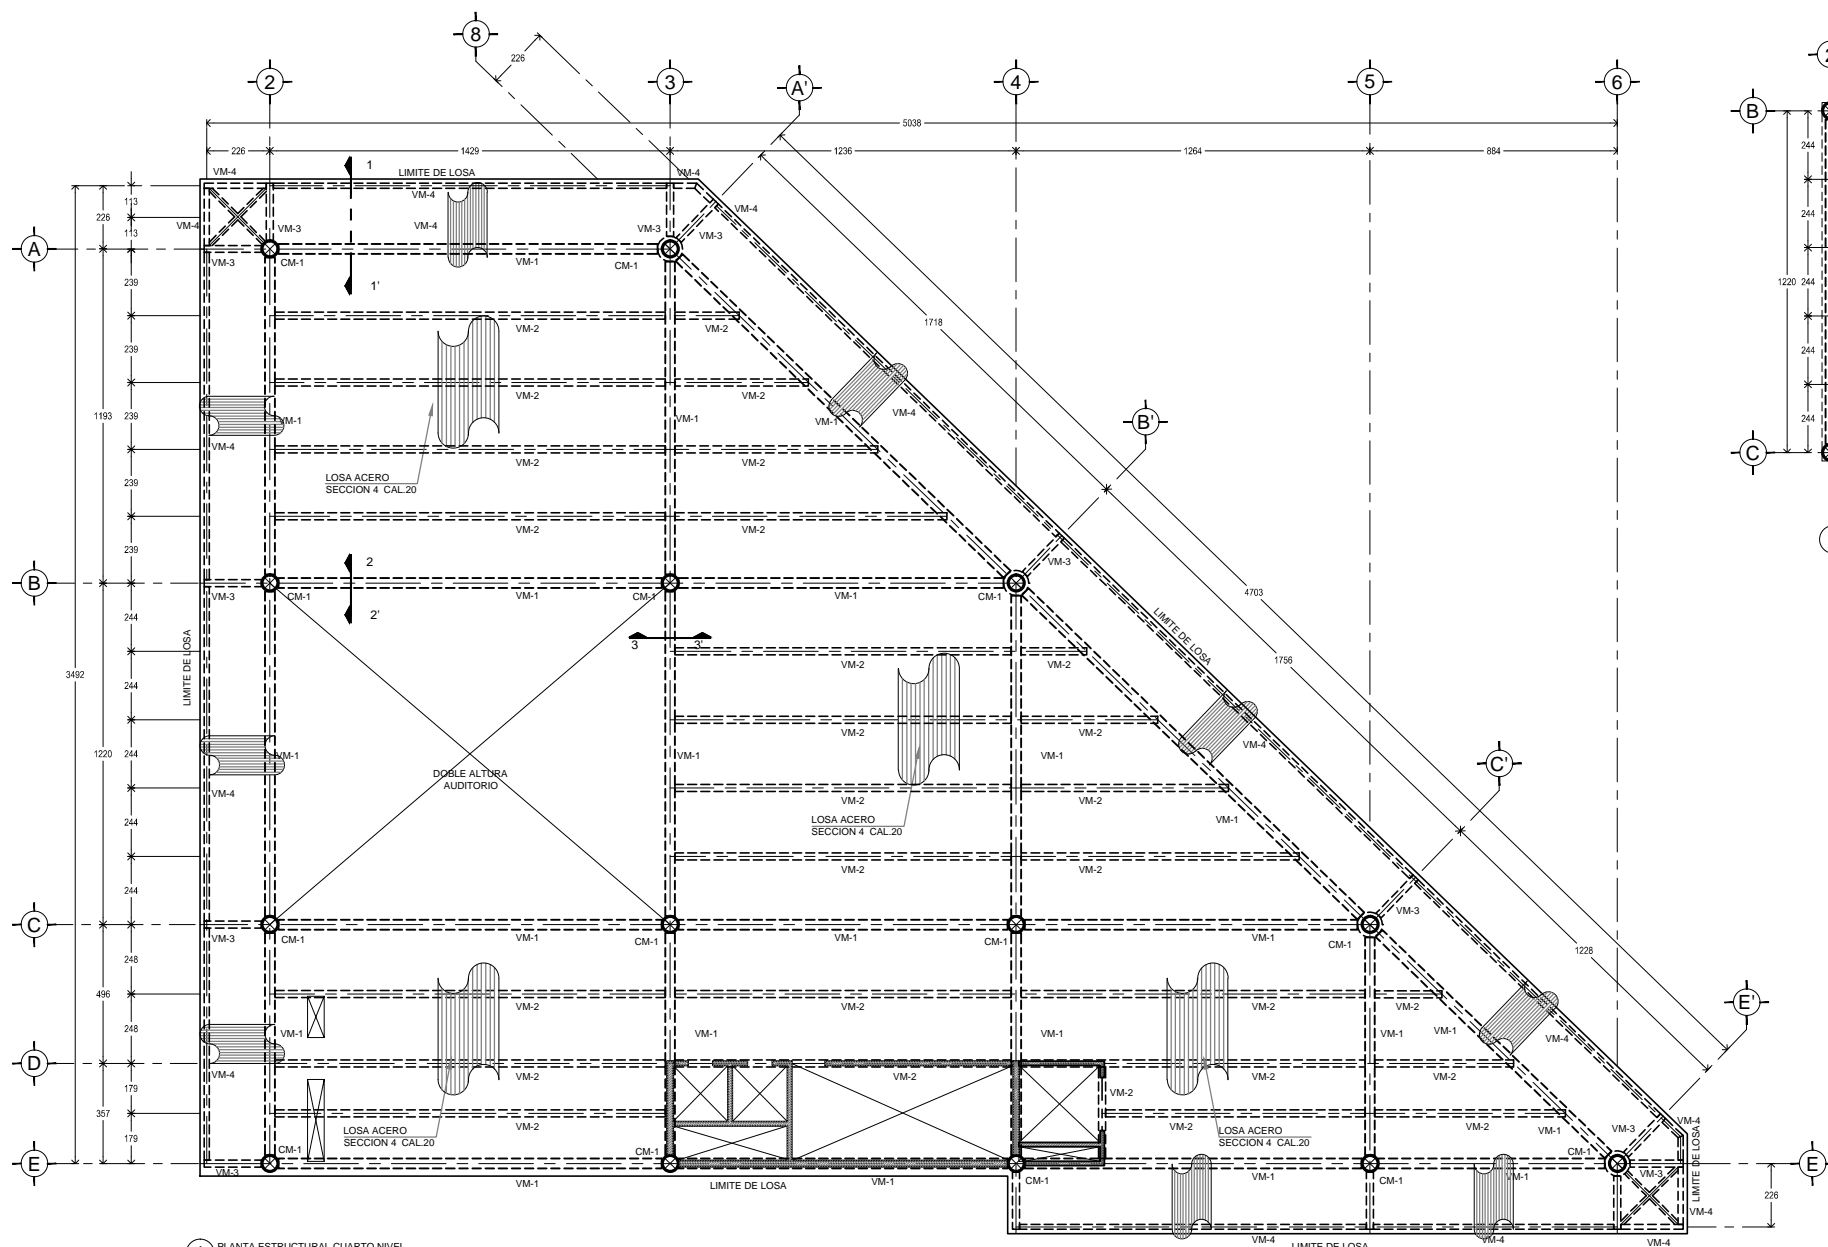 8
226
2
3
A'
4
5
6
2
B
5038
226
1429
1236
1264
884
VM-4
1
LIMITE DE LOSA
VM-4
VM-4
VM-4
VM-4
VM-4
VM-3
VM-4
VM-3
VM-3
113
226
113
A
VM-3
CM-1
VM-1
CM-1
1'
239
244
244
1220
244
244
244
C
1718
VM-2
VM-2
239
VM-2
VM-2
1193
239
VM-1
VM-1
VM-1
VM-4
B'
VM-4
VM-2
VM-2
LOSA ACERO
SECCION 4 CAL.20
239
VM-2
VM-2
239
2
B
VM-3
CM-1
VM-1
CM-1
VM-1
CM-1
VM-3
4703
2'
244
LIMITE DE LOSA
LIMITE DE LOSA
3
3'
1756
VM-2
VM-2
3492
244
VM-2
VM-2
VM-4
1220
244
VM-1
VM-1
VM-1
C'
DOBLE ALTURA
AUDITORIO
VM-4
VM-2
VM-2
LOSA ACERO
SECCION 4 CAL.20
VM-1
244
VM-2
VM-2
244
C
VM-3
CM-1
VM-1
CM-1
VM-1
CM-1
VM-1
CM-1
VM-3
1228
248
496
VM-2
VM-2
VM-2
VM-2
E'
248
VM-1
VM-1
VM-1
VM-1
VM-1
VM-4
D
VM-4
VM-2
VM-2
VM-2
VM-2
179
VM-2
357
VM-2
VM-2
VM-2
VM-1
VM-3
VM-4
LOSA ACERO
SECCION 4 CAL.20
LOSA ACERO
SECCION 4 CAL.20
179
CM-1
CM-1
CM-1
E
VM-3
VM-1
LIMITE DE LOSA
VM-1
CM-1
CM-1
VM-1
VM-3
LIMITE DE LOSA
E
226
VM-4
VM-4
VM-4
VM-4
LIMITE DE LOSA
PLANTA ESTRUCTURAL CUARTO NIVEL